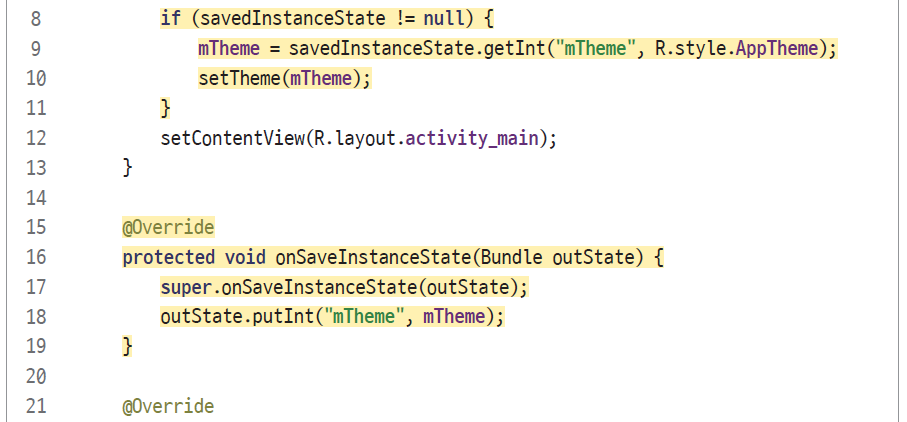 8 if (savedInstanceState != null) {
9 mTheme = savedInstanceState.getInt("mTheme", R.style.AppTheme);
10 setTheme(mTheme);
11 }
12 setContentView(R.layout.activity_main);
13 }
14
15 @Override
16 protected void onSaveInstanceState(Bundle outState) {
17 super.onSaveInstanceState(outState);
18 outState.putInt("mTheme", mTheme);
19 }
20
21 @Override